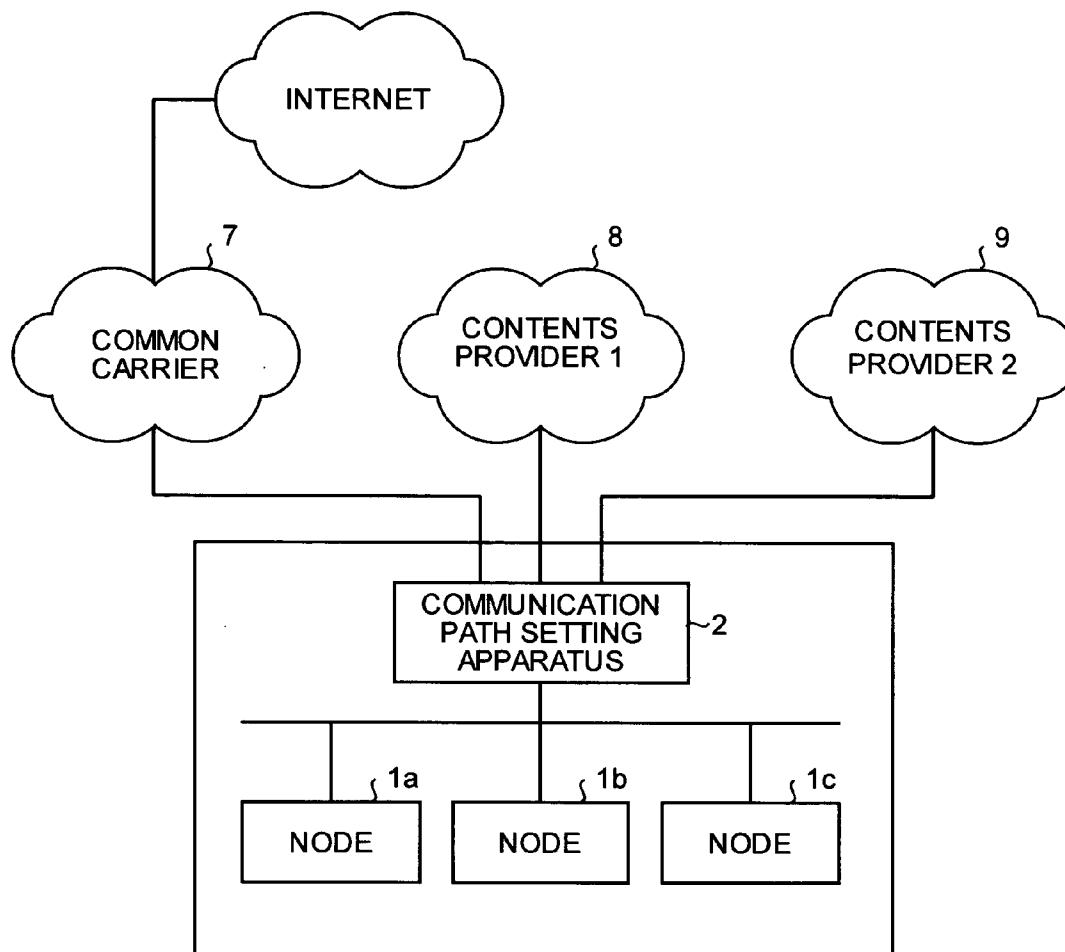 INTERNET
7
8
9
COMMON
CARRIER
CONTENTS
PROVIDER 1
CONTENTS
PROVIDER 2
COMMUNICATION
PATH SETTING
APPARATUS
2
1a
1b
1c
NODE
NODE
NODE